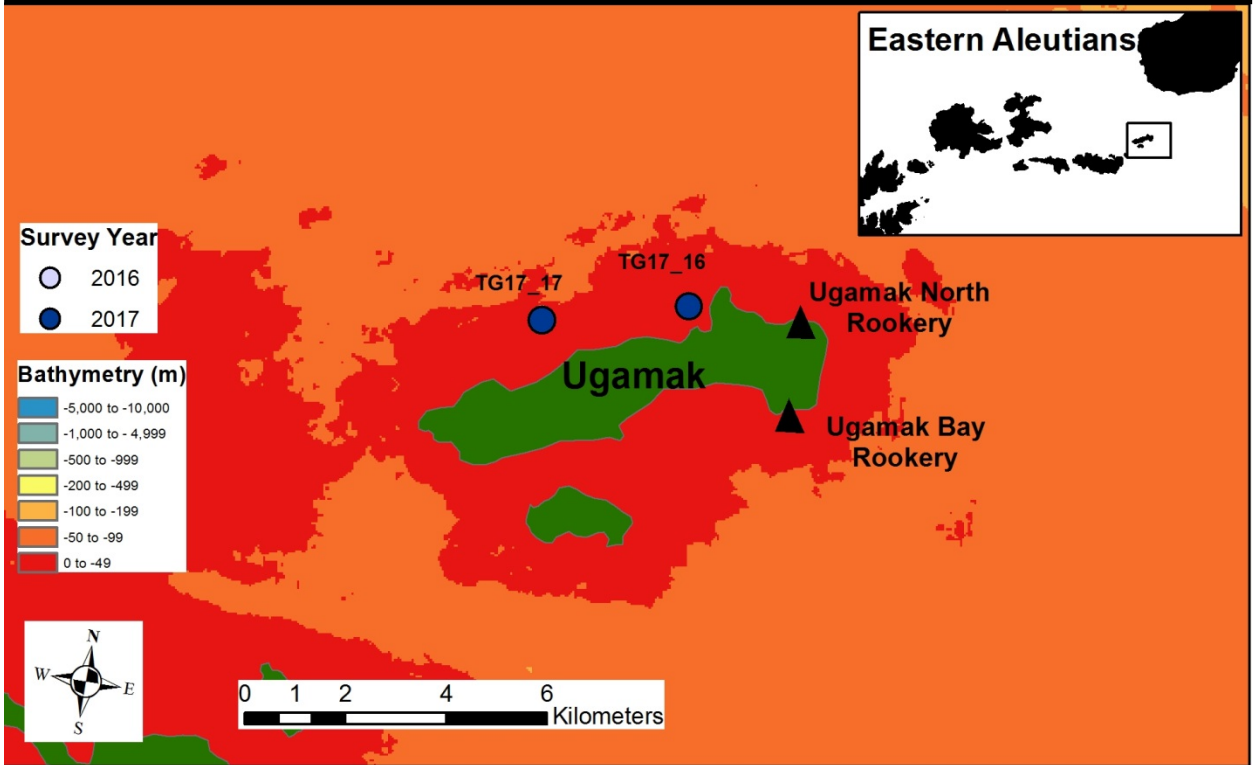 Eastern Aleutians
Survey Year
2016
2017
TG17_17
TG17_16
Ugamak North
Rookery
Ugamak
Ugamak Bay
Rookery
Bathymetry (m)
-5,000 to -10,000
-1,000 to - 4,999
-500 to -999
-200 to -499
-100 to -199
-50 to -99
0 to -49
N
W E
S
0 1 2 4 6
Kilometers